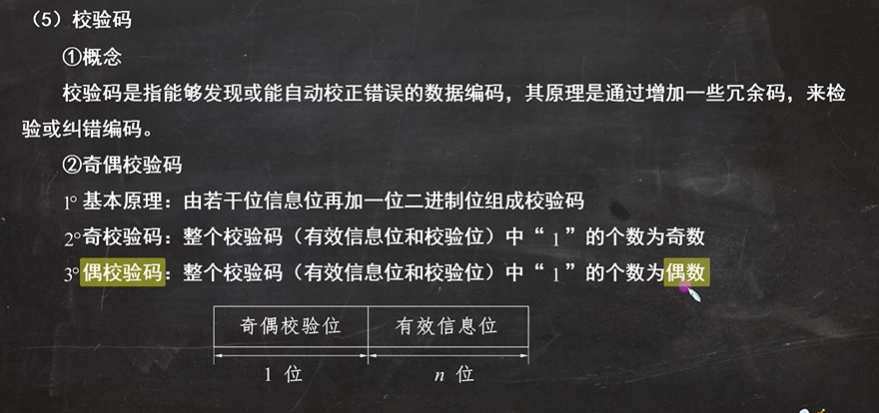 （5）校验码
①概念
校验码是指能够发现或能自动校正错误的数据编码，其原理是通过增加一些冗余码，来检
验或纠错编码。
②奇偶校验码
1° 基本原理：由若干位信息位再加一位二进制位组成校验码
2°奇校验码：整个校验码（有效信息位和校验位）中“ 1 ”的个数为奇数
3°偶校验码：整个校验码（有效信息位和校验位）中“ 1 ”的个数为偶数
奇偶校验位 有效信息位
1 位 n 位